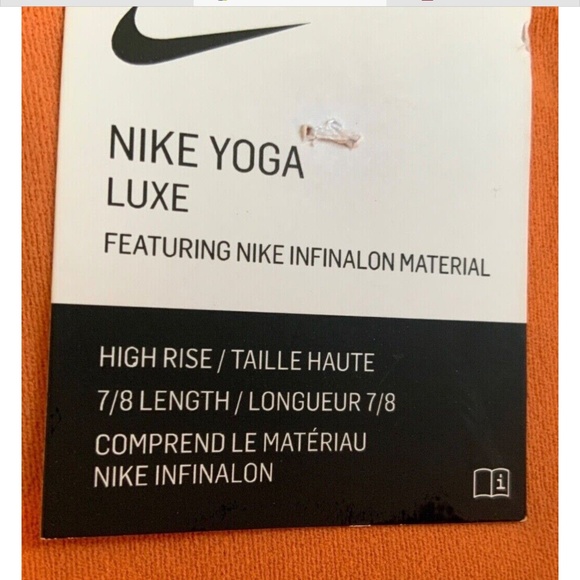 NIKE YOGA
LUXE
FEATURING NIKE INFINALON MATERIAL
HIGH RISE / TAILLE HAUTE
7/8 LENGTH / LONGUEUR 7/8
COMPREND LE MATÉRIAU
NIKE INFINALON
i